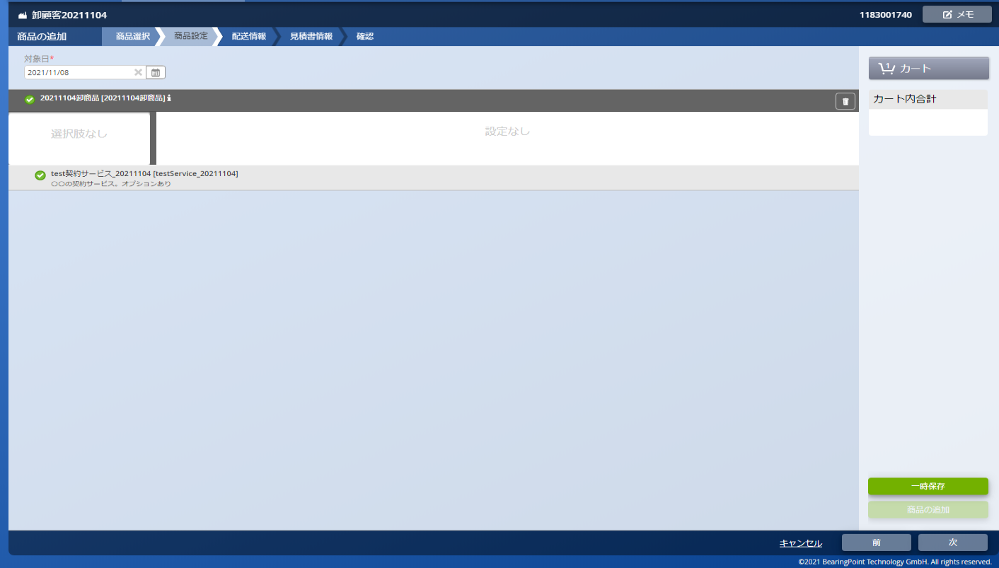 卸顧客20211104
1183001740
メモ
商品の追加
商品選択
商品設定
配送情報
見積書情報
確認
対象日*
2021/11/08
1
カート
20211104卸商品 [20211104卸商品] i
カート内合計
選択肢なし
設定なし
test契約サービス_20211104 [testService_20211104]
〇〇の契約サービス。オプションあり
一時保存
商品の追加
キャンセル
前
次
©2021 BearingPoint Technology GmbH. All rights reserved.